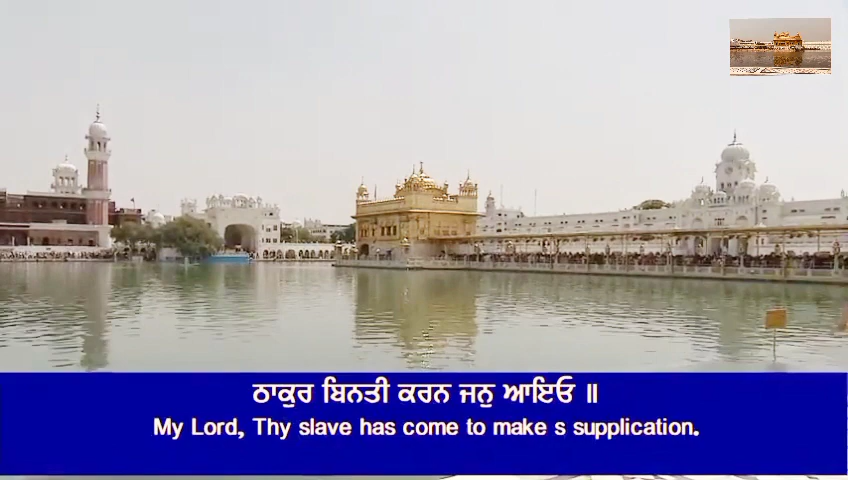 ਠਾਕੁਰ ਬਿਨਤੀ ਕਰਨ ਜਨੁ ਆਇਓ ॥
My Lord, Thy slave has come to make s supplication.